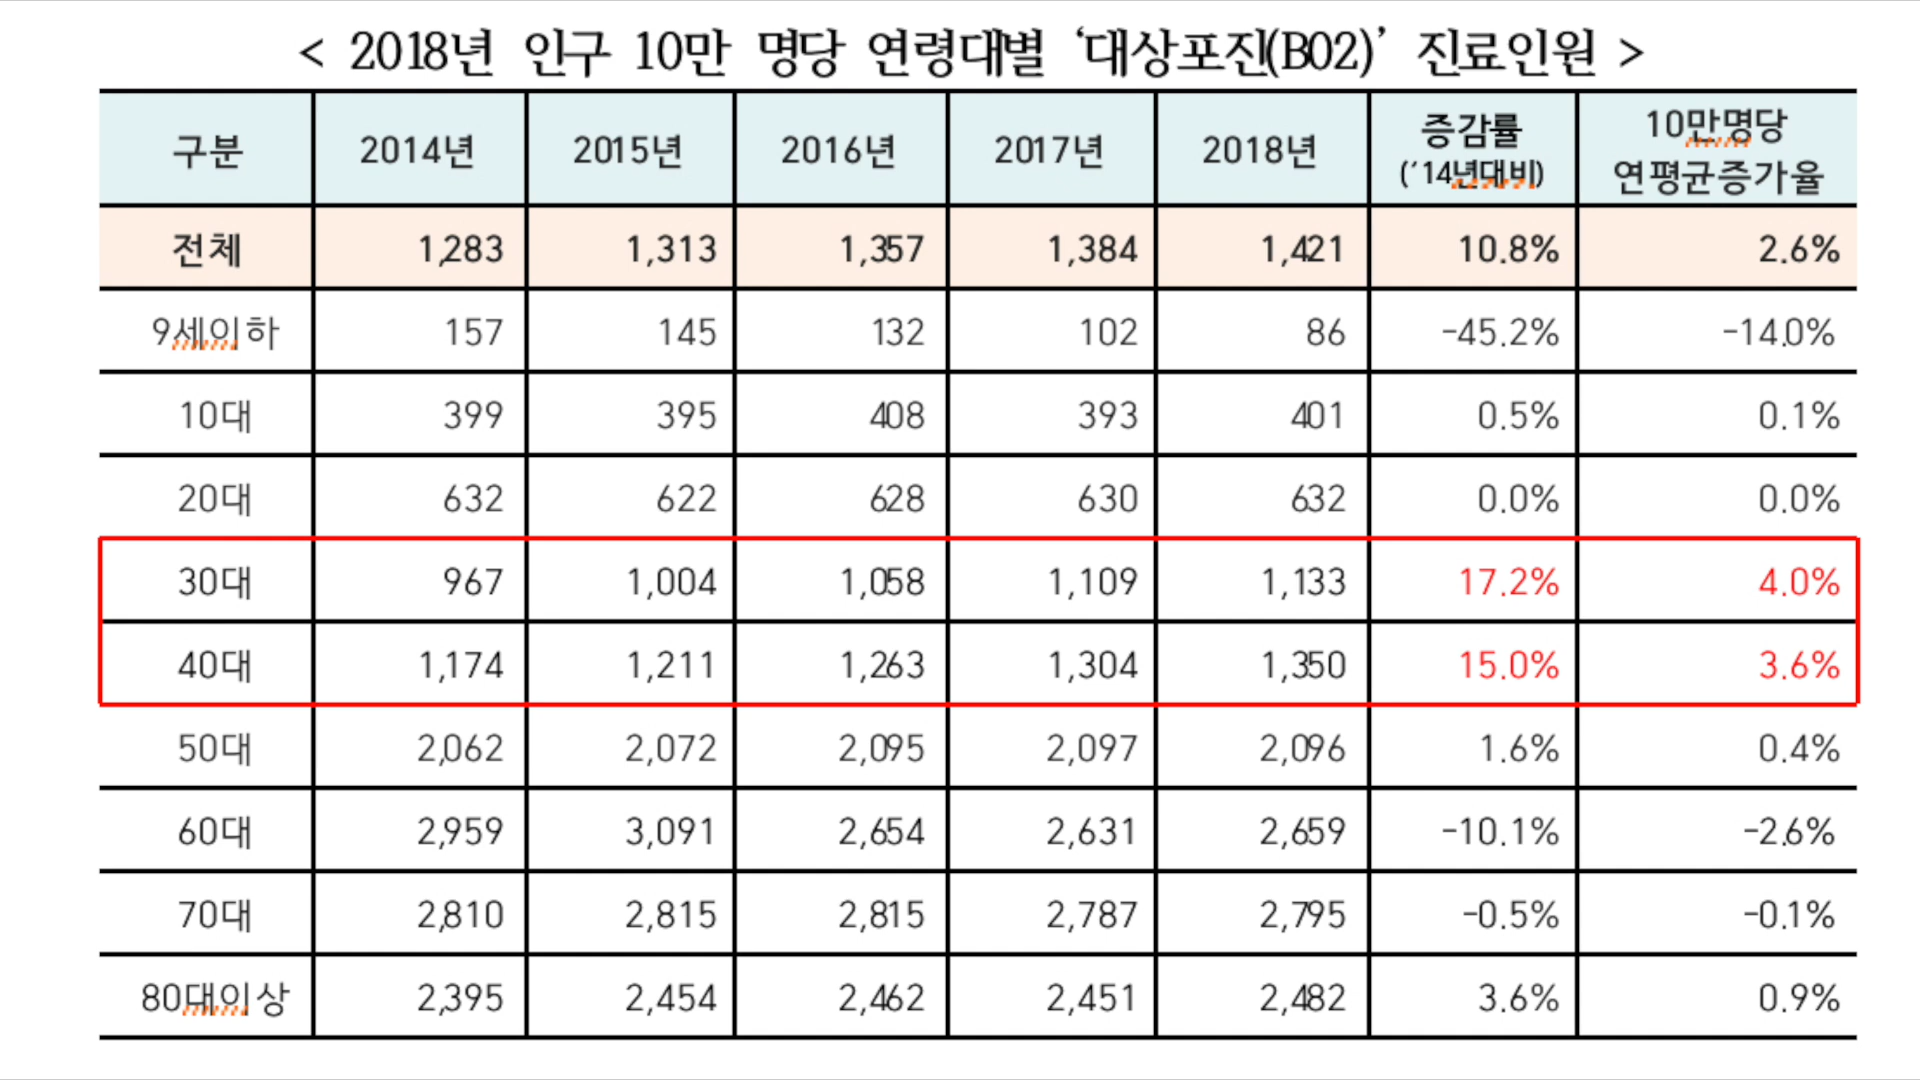 < 2018년 인구 10만 명당 연령대별 ‘대상포진(B02)’ 진료인원 >
구분 2014년 2015년 2016년 2017년 2018년 증감률 (‘14년대비) 10만명당 연평균증가율
전체 1,283 1,313 1,357 1,384 1,421 10.8% 2.6%
9세이하 157 145 132 102 86 -45.2% -14.0%
10대 399 395 408 393 401 0.5% 0.1%
20대 632 622 628 630 632 0.0% 0.0%
30대 967 1,004 1,058 1,109 1,133 17.2% 4.0%
40대 1,174 1,211 1,263 1,304 1,350 15.0% 3.6%
50대 2,062 2,072 2,095 2,097 2,096 1.6% 0.4%
60대 2,959 3,091 2,654 2,631 2,659 -10.1% -2.6%
70대 2,810 2,815 2,815 2,787 2,795 -0.5% -0.1%
80대이상 2,395 2,454 2,462 2,451 2,482 3.6% 0.9%